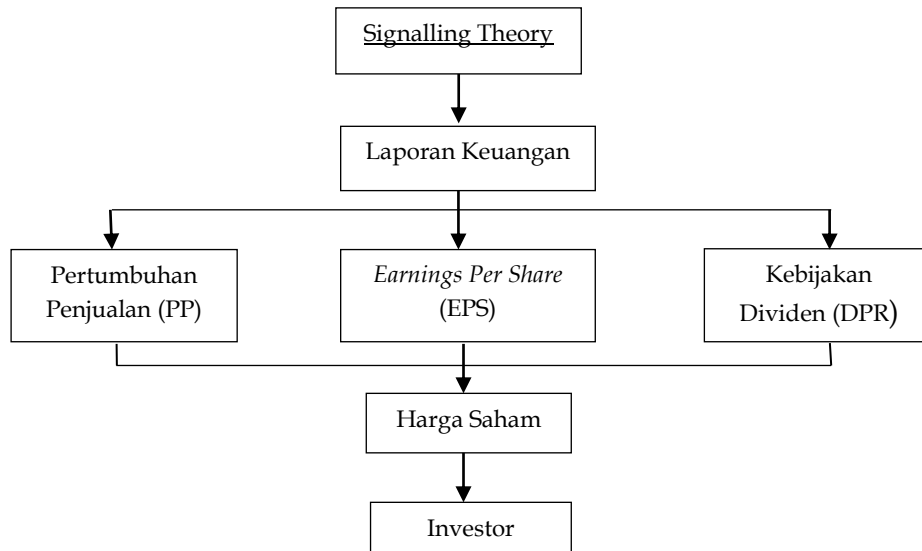 Signalling Theory
Laporan Keuangan
Pertumbuhan
Penjualan (PP)
Earnings Per Share
(EPS)
Kebijakan
Dividen (DPR)
Harga Saham
Investor